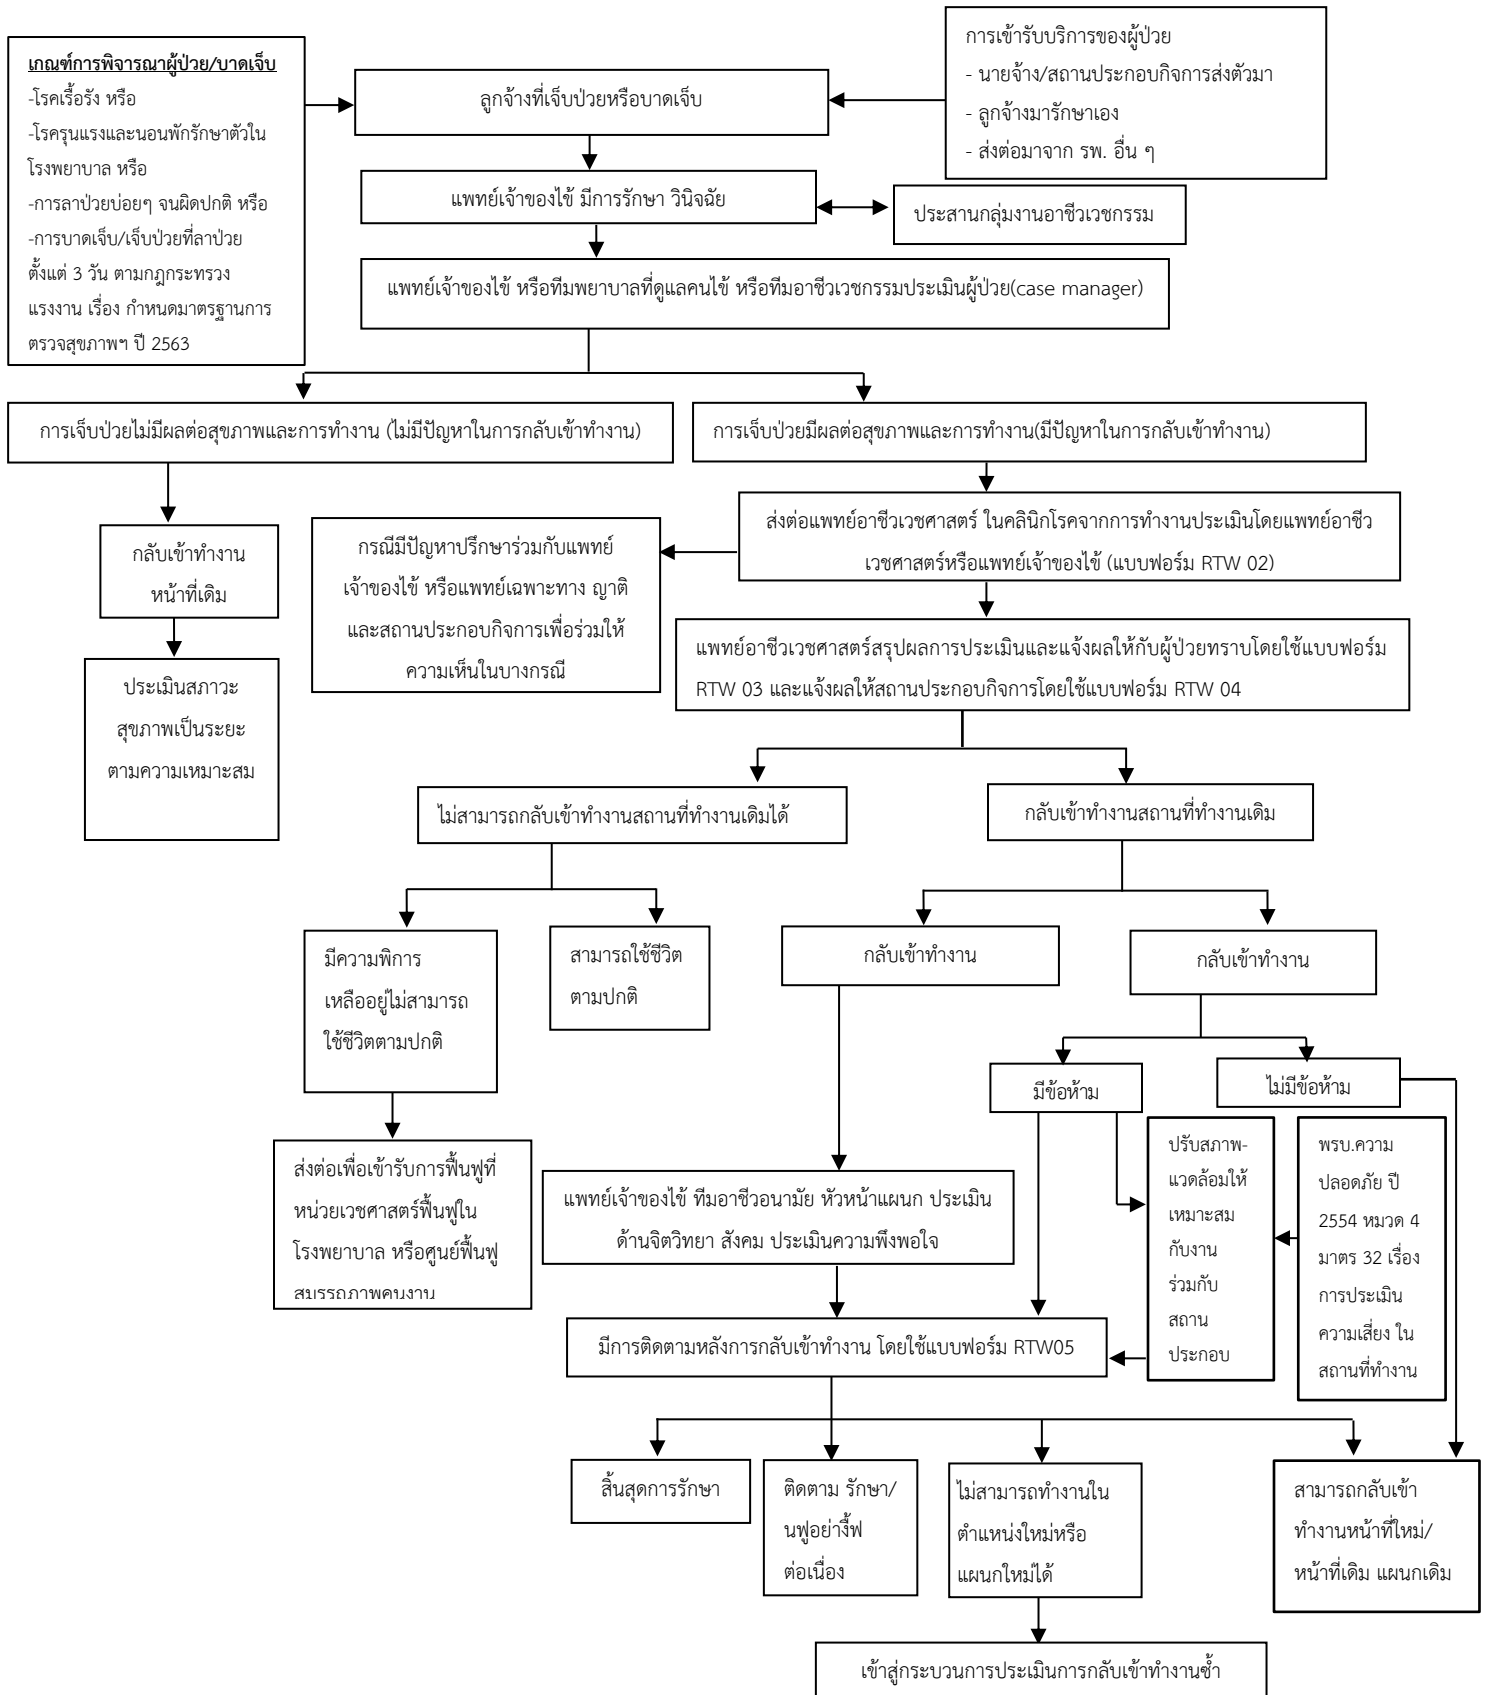 การเข้ารับบริการของผู้ป่วย
- นายจ้าง/สถานประกอบกิจการส่งตัวมา
- ลูกจ้างมารักษาเอง
- ส่งต่อมาจาก รพ. อื่น ๆ
เกณฑ์การพิจารณาผู้ป่วย/บาดเจ็บ
-โรคเรื้อรัง หรือ
-โรครุนแรงและนอนพักรักษาตัวใน
โรงพยาบาล หรือ
-การลาป่วยบ่อยๆ จนผิดปกติ หรือ
-การบาดเจ็บ/เจ็บป่วยที่ลาป่วย
ตั้งแต่ 3 วัน ตามกฎกระทรวง
แรงงาน เรื่อง กำหนดมาตรฐานการ
ตรวจสุขภาพฯ ปี 2563
ลูกจ้างที่เจ็บป่วยหรือบาดเจ็บ
แพทย์เจ้าของไข้ มีการรักษา วินิจฉัย
ประสานกลุ่มงานอาชีวเวชกรรม
แพทย์เจ้าของไข้ หรือทีมพยาบาลที่ดูแลคนไข้ หรือทีมอาชีวเวชกรรมประเมินผู้ป่วย(case manager)
การเจ็บป่วยไม่มีผลต่อสุขภาพและการทำงาน (ไม่มีปัญหาในการกลับเข้าทำงาน)
การเจ็บป่วยมีผลต่อสุขภาพและการทำงาน(มีปัญหาในการกลับเข้าทำงาน)
กลับเข้าทำงาน
หน้าที่เดิม
ประเมินสภาวะ
สุขภาพเป็นระยะ
ตามความเหมาะสม
กรณีมีปัญหาปรึกษาร่วมกับแพทย์
เจ้าของไข้ หรือแพทย์เฉพาะทาง ญาติ
และสถานประกอบกิจการเพื่อร่วมให้
ความเห็นในบางกรณี
ส่งต่อแพทย์อาชีวเวชศาสตร์ ในคลินิกโรคจากการทำงานประเมินโดยแพทย์อาชีว
เวชศาสตร์หรือแพทย์เจ้าของไข้ (แบบฟอร์ม RTW 02)
แพทย์อาชีวเวชศาสตร์สรุปผลการประเมินและแจ้งผลให้กับผู้ป่วยทราบโดยใช้แบบฟอร์ม
RTW 03 และแจ้งผลให้สถานประกอบกิจการโดยใช้แบบฟอร์ม RTW 04
ไม่สามารถกลับเข้าทำงานสถานที่ทำงานเดิมได้
กลับเข้าทำงานสถานที่ทำงานเดิม
มีความพิการ
เหลืออยู่ไม่สามารถ
ใช้ชีวิตตามปกติ
สามารถใช้ชีวิต
ตามปกติ
กลับเข้าทำงาน
กลับเข้าทำงาน
มีข้อห้าม
ไม่มีข้อห้าม
ส่งต่อเพื่อเข้ารับการฟื้นฟูที่
หน่วยเวชศาสตร์ฟื้นฟูใน
โรงพยาบาล หรือศูนย์ฟื้นฟู
สมรรถภาพคนงาน
แพทย์เจ้าของไข้ ทีมอาชีวอนามัย หัวหน้าแผนก ประเมิน
ด้านจิตวิทยา สังคม ประเมินความพึงพอใจ
ปรับสภาพ-
แวดล้อมให้
เหมาะสม
กับงาน
ร่วมกับ
สถาน
ประกอบ
พรบ.ความ
ปลอดภัย ปี
2554 หมวด 4
มาตร 32 เรื่อง
การประเมิน
ความเสี่ยง ใน
สถานที่ทำงาน
มีการติดตามหลังการกลับเข้าทำงาน โดยใช้แบบฟอร์ม RTW05
สิ้นสุดการรักษา
ติดตาม รักษา/
นฟูอย่างื้ฟ
ต่อเนื่อง
ไม่สามารถทำงานใน
ตำแหน่งใหม่หรือ
แผนกใหม่ได้
สามารถกลับเข้า
ทำงานหน้าที่ใหม่/
หน้าที่เดิม แผนกเดิม
เข้าสู่กระบวนการประเมินการกลับเข้าทำงานซ้ำ